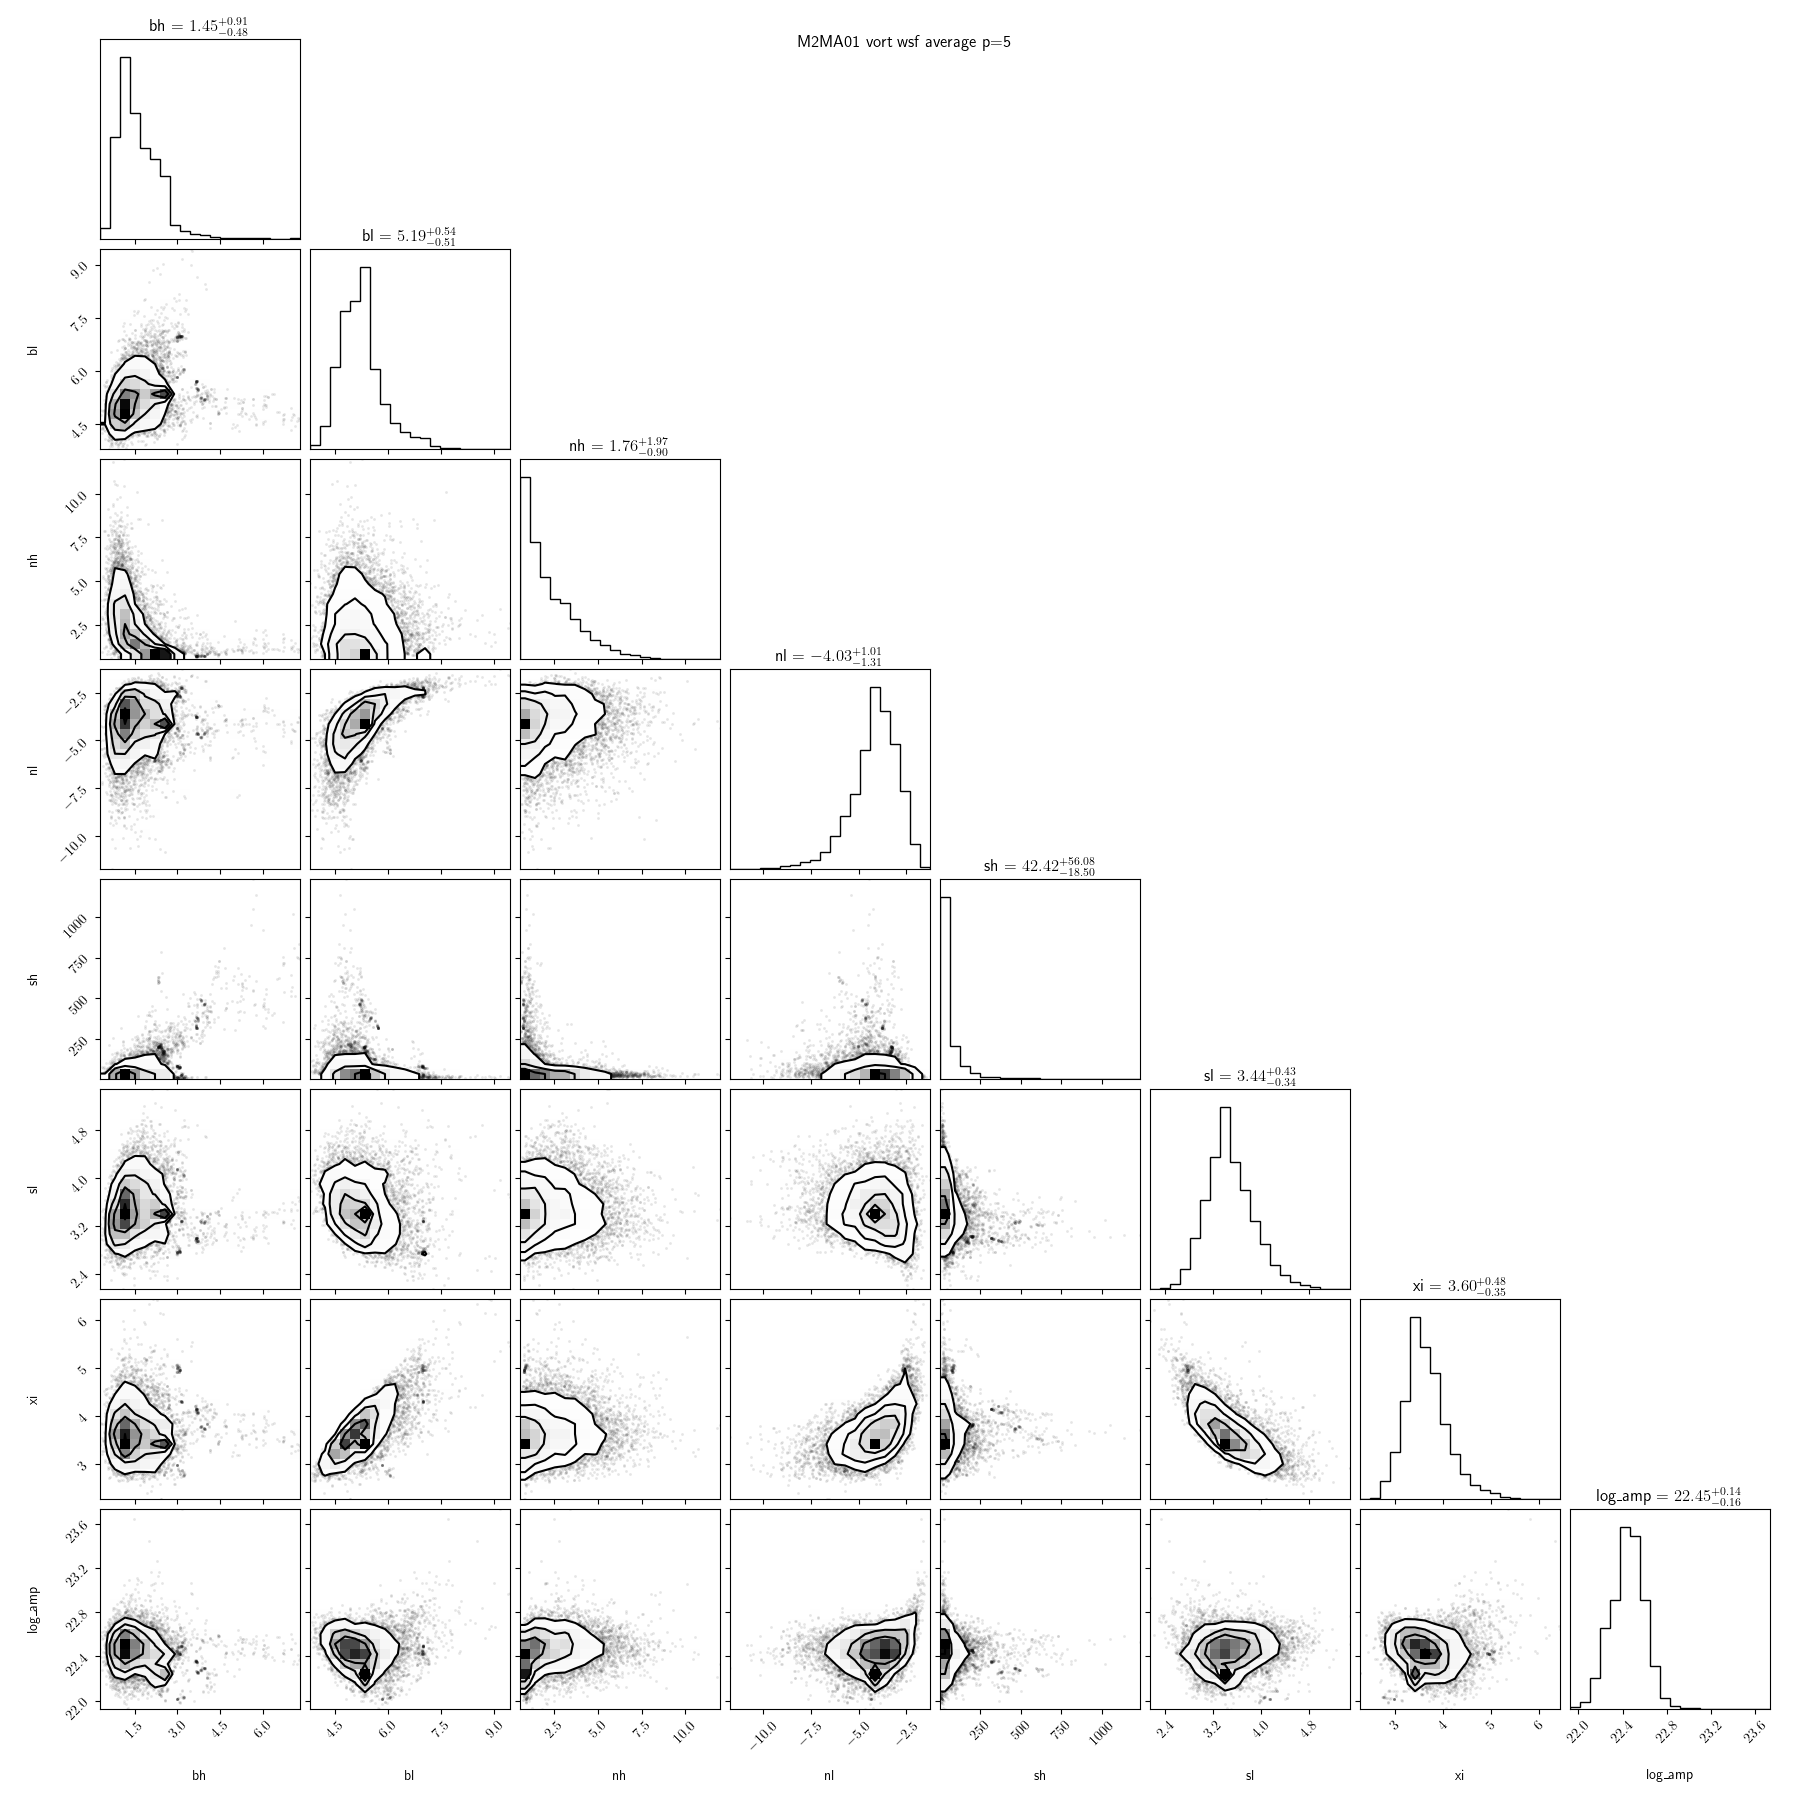 bh = 1.45+0.91−0.48
M2MA01 vort wsf average p=5
bl = 5.19+0.54−0.51
9.0
7.5
bl
6.0
4.5
nh = 1.76+1.97−0.90
10.0
7.5
nh
5.0
2.5
nl = −4.03+1.01−1.31
−2.5
−5.0
nl
−7.5
−10.0
sh = 42.42+56.08−18.50
1000
750
sh
500
250
sl = 3.44+0.43−0.34
4.8
4.0
sl
3.2
2.4
xi = 3.60+0.48−0.35
6
5
xi
4
3
log_amp = 22.45+0.14−0.16
23.6
23.2
log_amp
22.8
22.4
22.0
1.5 3.0 6.0 4.5 6.0 7.5 9.0 2.5 5.0 7.5 10.0 −10.0 −7.5 −5.0 −2.5 250 500 750 1000 2.4 3.2 4.0 4.8 3 4 5 6 22.0 22.4 22.8 23.2 23.6
bh bl nh nl sh sl xi log_amp